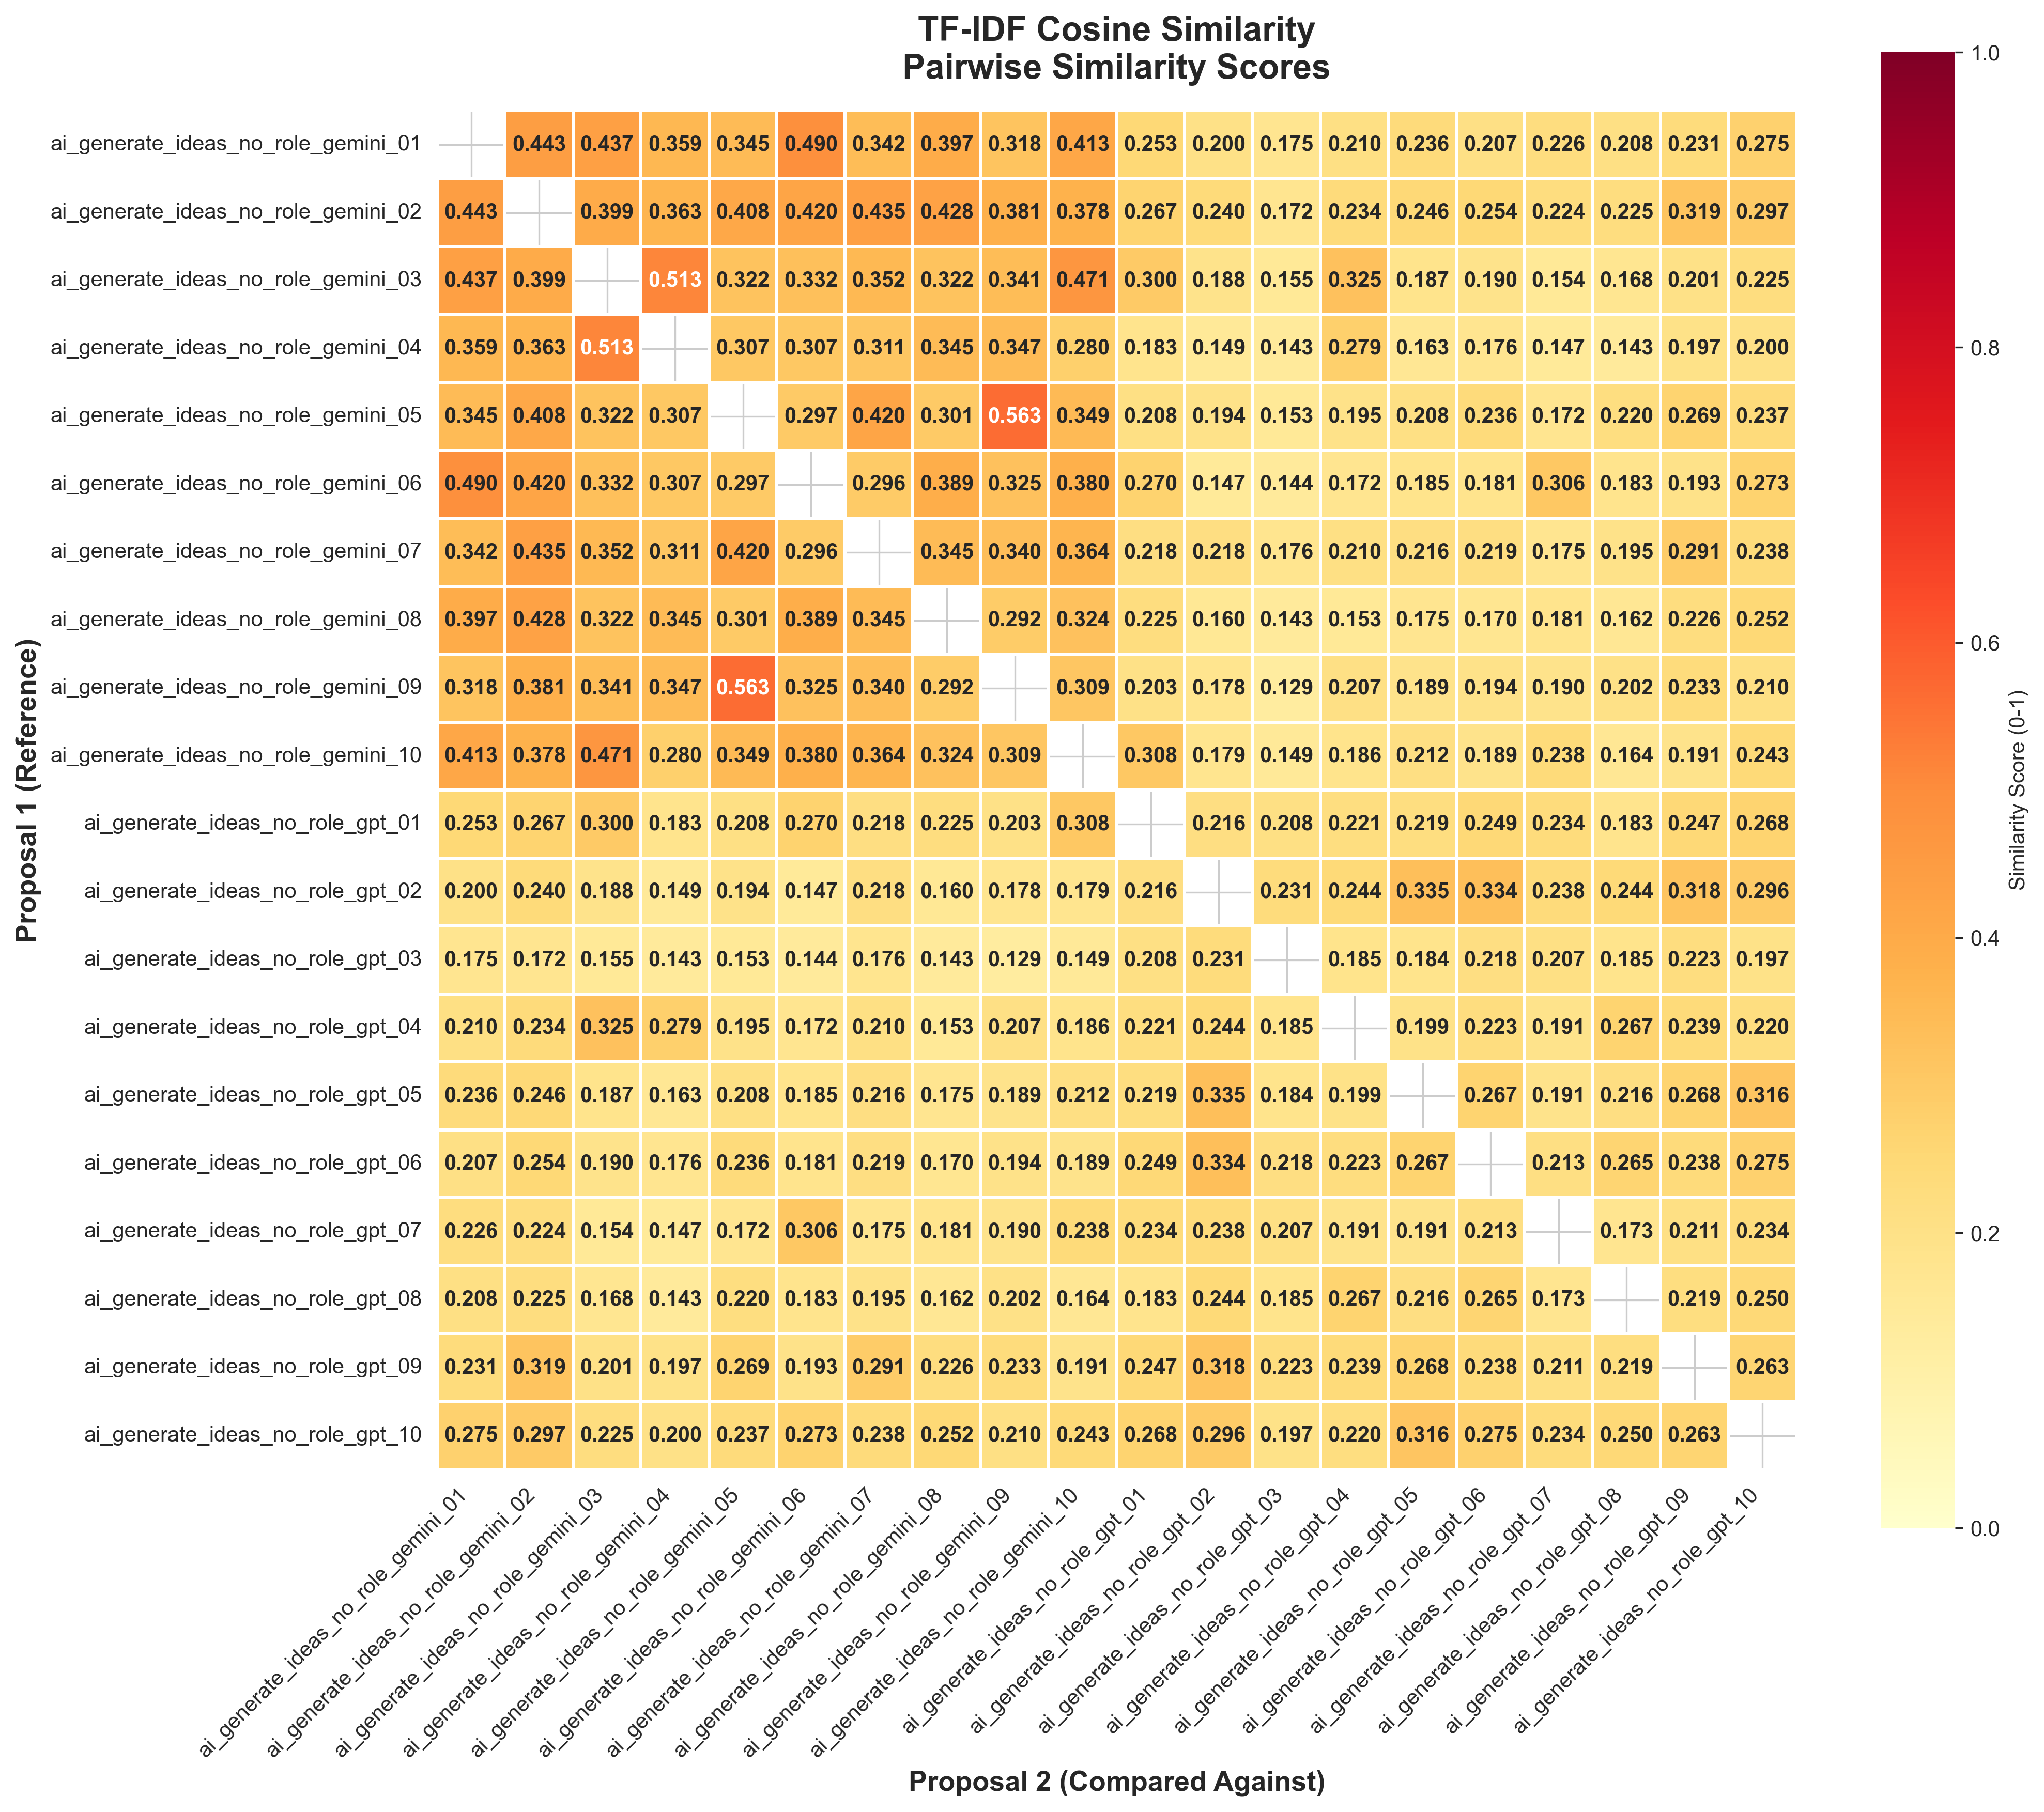 TF-IDF Cosine Similarity
Pairwise Similarity Scores
ai_generate_ideas_no_role_gemini_01 0.443 0.437 0.359 0.345 0.490 0.342 0.397 0.318 0.413 0.253 0.200 0.175 0.210 0.236 0.207 0.226 0.208 0.231 0.275
ai_generate_ideas_no_role_gemini_02 0.443 0.399 0.363 0.408 0.420 0.435 0.428 0.381 0.378 0.267 0.240 0.172 0.234 0.246 0.254 0.224 0.225 0.319 0.297
ai_generate_ideas_no_role_gemini_03 0.437 0.399 0.513 0.322 0.332 0.352 0.322 0.341 0.471 0.300 0.188 0.155 0.325 0.187 0.190 0.154 0.168 0.201 0.225
ai_generate_ideas_no_role_gemini_04 0.359 0.363 0.513 0.307 0.307 0.311 0.345 0.347 0.280 0.183 0.149 0.143 0.279 0.163 0.176 0.147 0.143 0.197 0.200
ai_generate_ideas_no_role_gemini_05 0.345 0.408 0.322 0.307 0.297 0.420 0.301 0.563 0.349 0.208 0.194 0.153 0.195 0.208 0.236 0.172 0.220 0.269 0.237
ai_generate_ideas_no_role_gemini_06 0.490 0.420 0.332 0.307 0.297 0.296 0.389 0.325 0.380 0.270 0.147 0.144 0.172 0.185 0.181 0.306 0.183 0.193 0.273
ai_generate_ideas_no_role_gemini_07 0.342 0.435 0.352 0.311 0.420 0.296 0.345 0.340 0.364 0.218 0.218 0.176 0.210 0.216 0.219 0.175 0.195 0.291 0.238
ai_generate_ideas_no_role_gemini_08 0.397 0.428 0.322 0.345 0.301 0.389 0.345 0.292 0.324 0.225 0.160 0.143 0.153 0.175 0.170 0.181 0.162 0.226 0.252
ai_generate_ideas_no_role_gemini_09 0.318 0.381 0.341 0.347 0.563 0.325 0.340 0.292 0.309 0.203 0.178 0.129 0.207 0.189 0.194 0.190 0.202 0.233 0.210
ai_generate_ideas_no_role_gemini_10 0.413 0.378 0.471 0.280 0.349 0.380 0.364 0.324 0.309 0.308 0.179 0.149 0.186 0.212 0.189 0.238 0.164 0.191 0.243
ai_generate_ideas_no_role_gpt_01 0.253 0.267 0.300 0.183 0.208 0.270 0.218 0.225 0.203 0.308 0.216 0.208 0.221 0.219 0.249 0.234 0.183 0.247 0.268
ai_generate_ideas_no_role_gpt_02 0.200 0.240 0.188 0.149 0.194 0.147 0.218 0.160 0.178 0.179 0.216 0.231 0.244 0.335 0.334 0.238 0.244 0.318 0.296
ai_generate_ideas_no_role_gpt_03 0.175 0.172 0.155 0.143 0.153 0.144 0.176 0.143 0.129 0.149 0.208 0.231 0.185 0.184 0.218 0.207 0.185 0.223 0.197
ai_generate_ideas_no_role_gpt_04 0.210 0.234 0.325 0.279 0.195 0.172 0.210 0.153 0.207 0.186 0.221 0.244 0.185 0.199 0.223 0.191 0.267 0.239 0.220
ai_generate_ideas_no_role_gpt_05 0.236 0.246 0.187 0.163 0.208 0.185 0.216 0.175 0.189 0.212 0.219 0.335 0.184 0.199 0.267 0.191 0.216 0.268 0.316
ai_generate_ideas_no_role_gpt_06 0.207 0.254 0.190 0.176 0.236 0.181 0.219 0.170 0.194 0.189 0.249 0.334 0.218 0.223 0.267 0.213 0.265 0.238 0.275
ai_generate_ideas_no_role_gpt_07 0.226 0.224 0.154 0.147 0.172 0.306 0.175 0.181 0.190 0.238 0.234 0.238 0.207 0.191 0.191 0.213 0.173 0.211 0.234
ai_generate_ideas_no_role_gpt_08 0.208 0.225 0.168 0.143 0.220 0.183 0.195 0.162 0.202 0.164 0.183 0.244 0.185 0.267 0.216 0.265 0.173 0.219 0.250
ai_generate_ideas_no_role_gpt_09 0.231 0.319 0.201 0.197 0.269 0.193 0.291 0.226 0.233 0.191 0.247 0.318 0.223 0.239 0.268 0.238 0.211 0.219 0.263
ai_generate_ideas_no_role_gpt_10 0.275 0.297 0.225 0.200 0.237 0.273 0.238 0.252 0.210 0.243 0.268 0.296 0.197 0.220 0.316 0.275 0.234 0.250 0.263
ai_generate_ideas_no_role_gemini_01
ai_generate_ideas_no_role_gemini_02
ai_generate_ideas_no_role_gemini_03
ai_generate_ideas_no_role_gemini_04
ai_generate_ideas_no_role_gemini_05
ai_generate_ideas_no_role_gemini_06
ai_generate_ideas_no_role_gemini_07
ai_generate_ideas_no_role_gemini_08
ai_generate_ideas_no_role_gemini_09
ai_generate_ideas_no_role_gemini_10
ai_generate_ideas_no_role_gpt_01
ai_generate_ideas_no_role_gpt_02
ai_generate_ideas_no_role_gpt_03
ai_generate_ideas_no_role_gpt_04
ai_generate_ideas_no_role_gpt_05
ai_generate_ideas_no_role_gpt_06
ai_generate_ideas_no_role_gpt_07
ai_generate_ideas_no_role_gpt_08
ai_generate_ideas_no_role_gpt_09
ai_generate_ideas_no_role_gpt_10
Proposal 1 (Reference)
Proposal 2 (Compared Against)
1.0
0.8
0.6
0.4
0.2
0.0
Similarity Score (0-1)